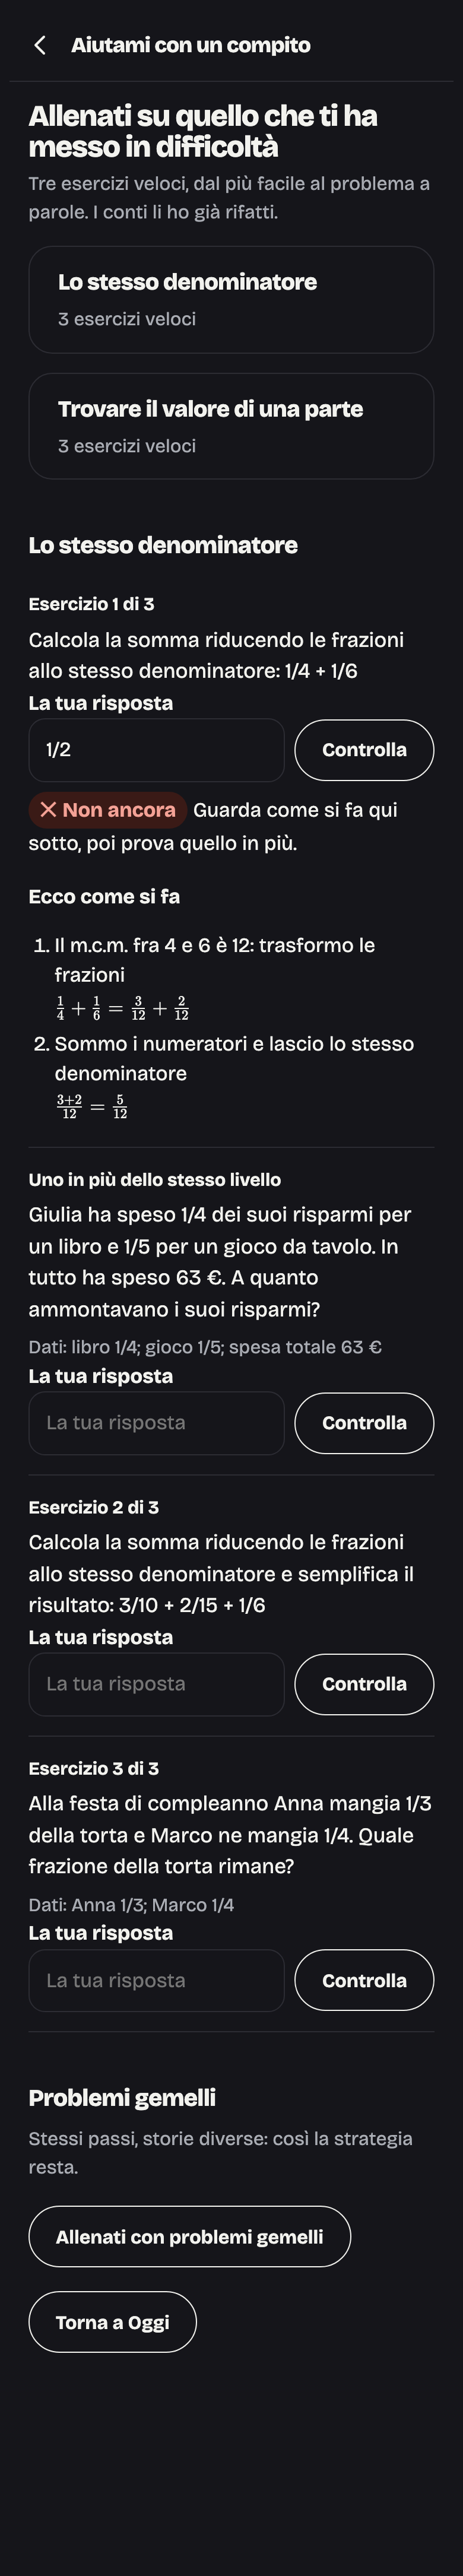 Aiutami con un compito
Allenati su quello che ti ha
messo in difficoltà
Tre esercizi veloci, dal più facile al problema a
parole. I conti li ho già rifatti.
Lo stesso denominatore
3 esercizi veloci
Trovare il valore di una parte
3 esercizi veloci
Lo stesso denominatore
Esercizio 1 di 3
Calcola la somma riducendo le frazioni
allo stesso denominatore: 1/4 + 1/6
La tua risposta
1/2
Controlla
✕ Non ancora Guarda come si fa qui
sotto, poi prova quello in più.
Ecco come si fa
1. Il m.c.m. fra 4 e 6 è 12: trasformo le
frazioni
1/4 + 1/6 = 3/12 + 2/12
2. Sommo i numeratori e lascio lo stesso
denominatore
3+2/12 = 5/12
Uno in più dello stesso livello
Giulia ha speso 1/4 dei suoi risparmi per
un libro e 1/5 per un gioco da tavolo. In
tutto ha speso 63 €. A quanto
ammontavano i suoi risparmi?
Dati: libro 1/4; gioco 1/5; spesa totale 63 €
La tua risposta
La tua risposta
Controlla
Esercizio 2 di 3
Calcola la somma riducendo le frazioni
allo stesso denominatore e semplifica il
risultato: 3/10 + 2/15 + 1/6
La tua risposta
La tua risposta
Controlla
Esercizio 3 di 3
Alla festa di compleanno Anna mangia 1/3
della torta e Marco ne mangia 1/4. Quale
frazione della torta rimane?
Dati: Anna 1/3; Marco 1/4
La tua risposta
La tua risposta
Controlla
Problemi gemelli
Stessi passi, storie diverse: così la strategia
resta.
Allenati con problemi gemelli
Torna a Oggi